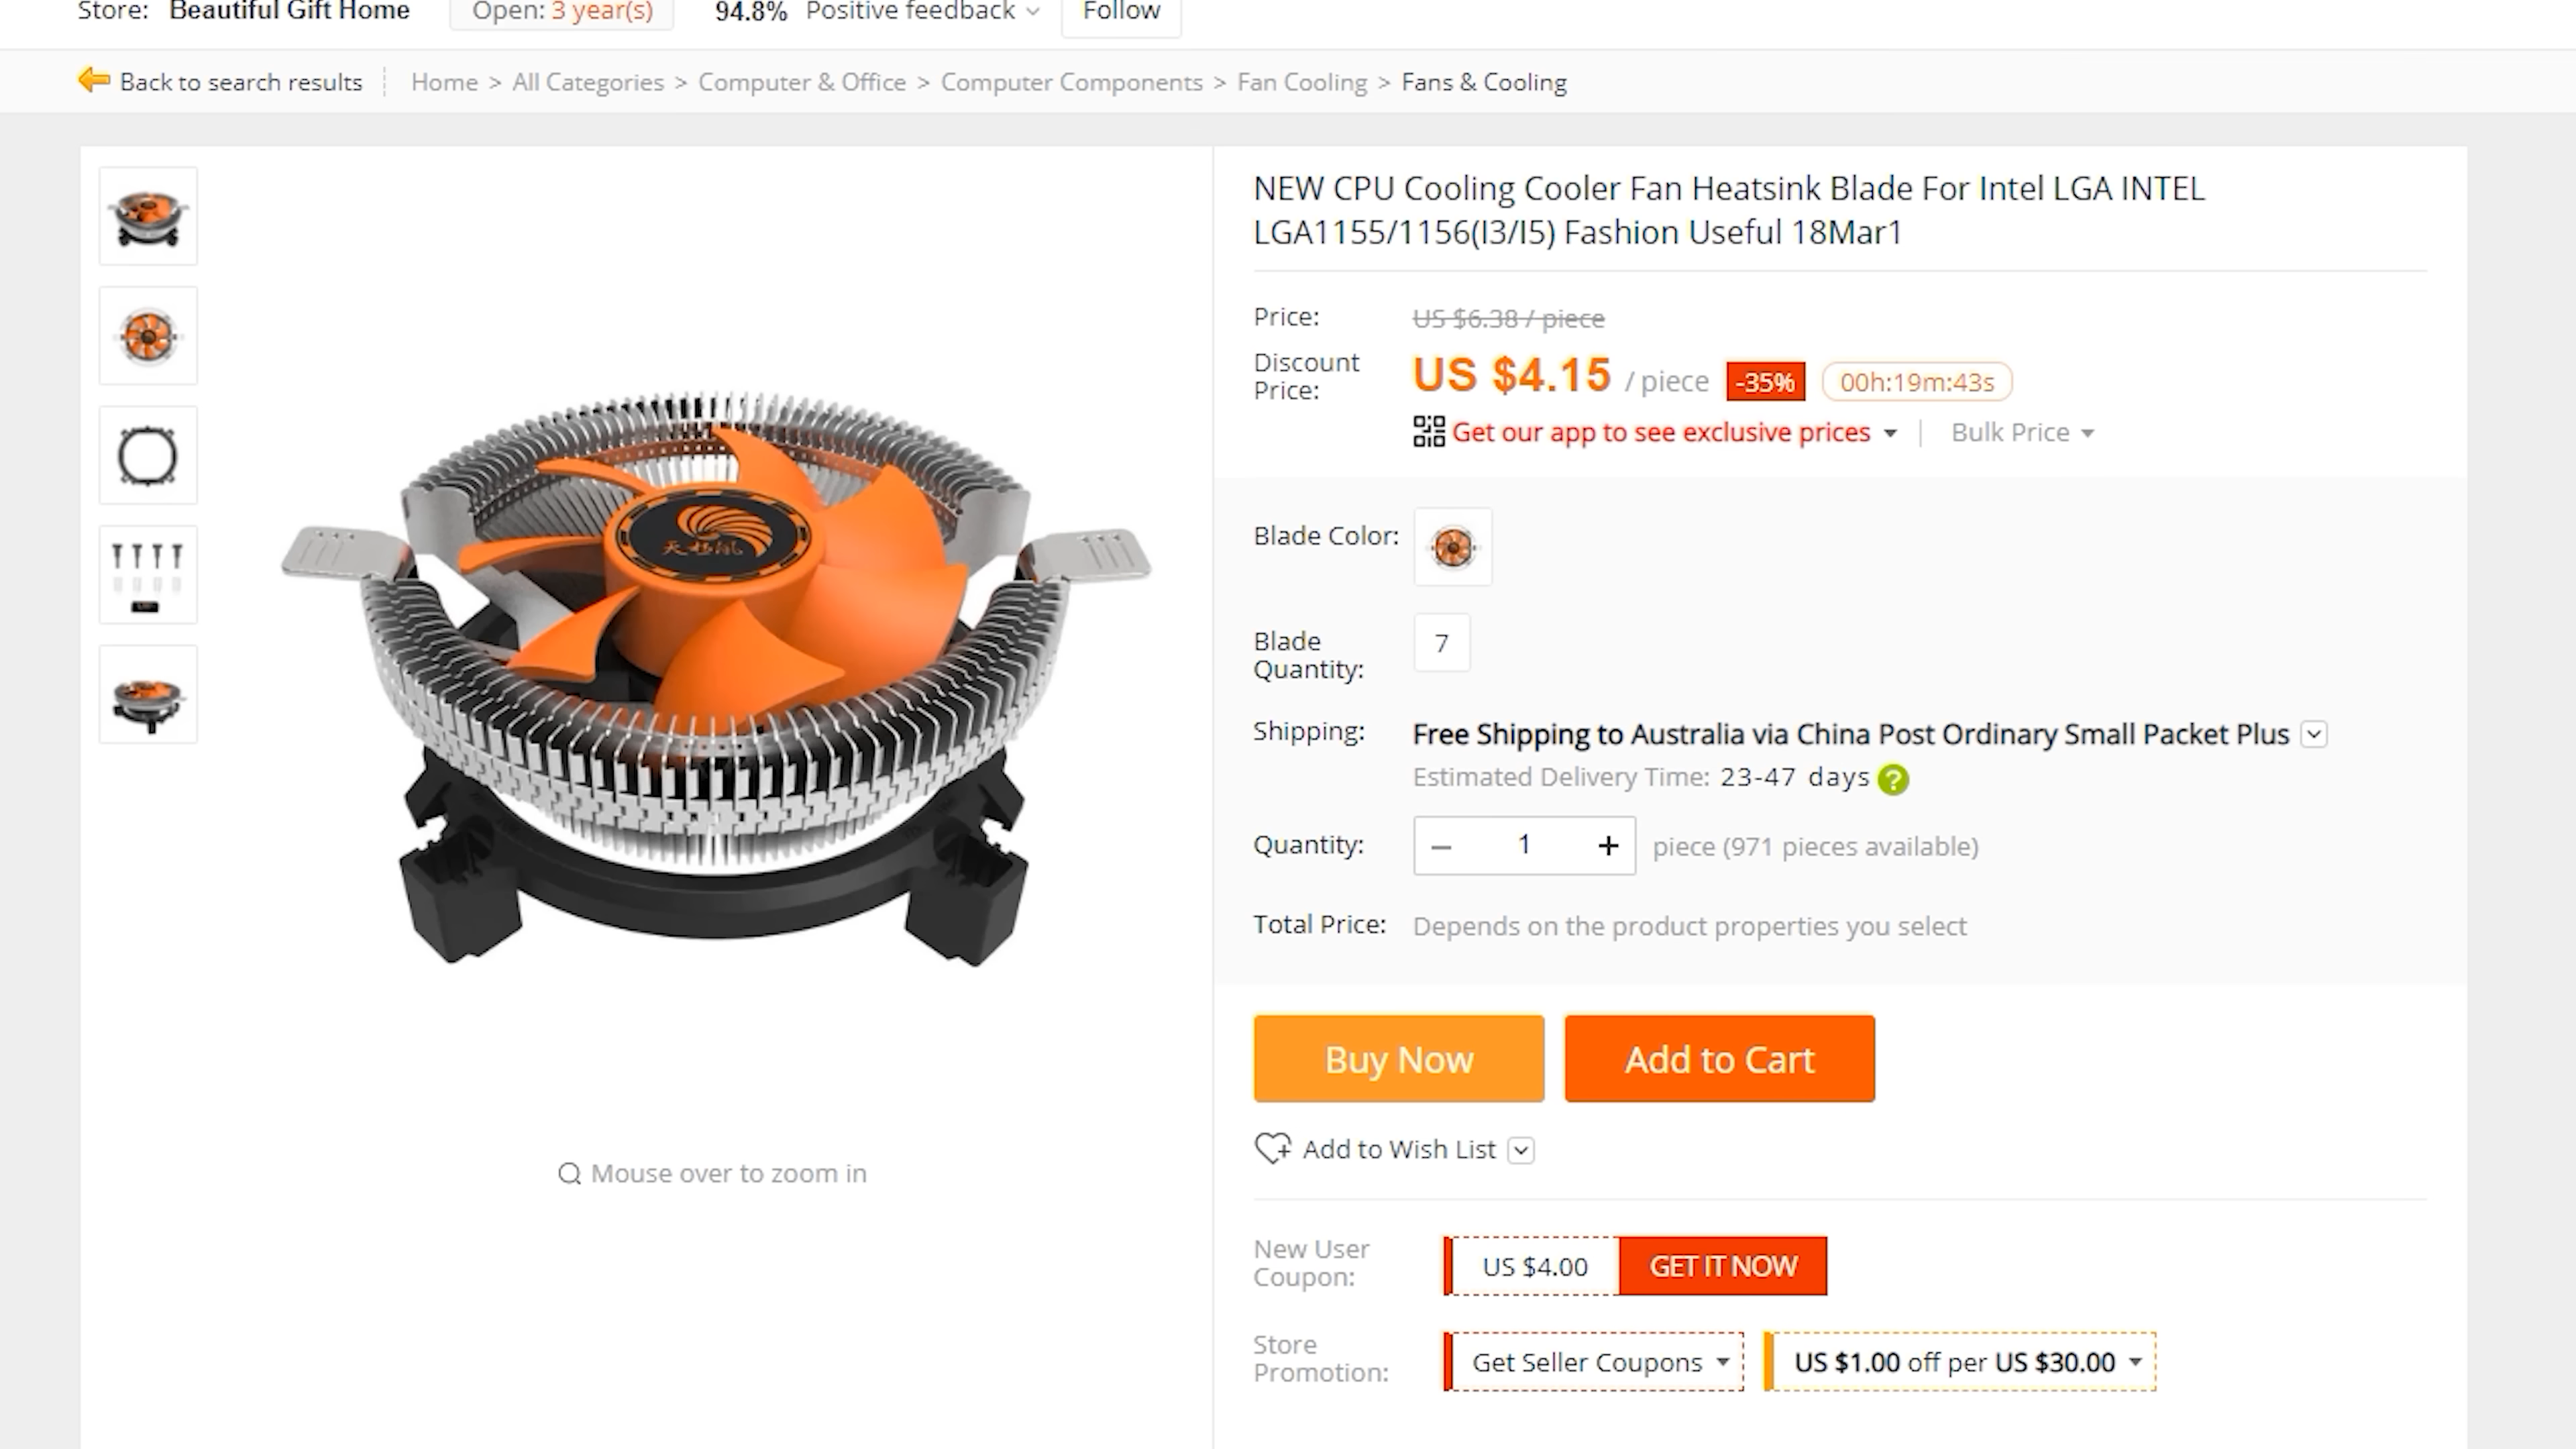 Store: Beautiful Gift Home Open: 3 year(s) 94.8% Positive feedback Follow
Back to search results Home > All Categories > Computer & Office > Computer Components > Fan Cooling > Fans & Cooling
NEW CPU Cooling Cooler Fan Heatsink Blade For Intel LGA INTEL
LGA1155/1156(I3/I5) Fashion Useful 18Mar1
Price: US $6.38 / piece
Discount
Price: US $4.15 / piece -35% 00h:19m:43s
Get our app to see exclusive prices Bulk Price
Blade Color:
Blade
Quantity: 7
Shipping: Free Shipping to Australia via China Post Ordinary Small Packet Plus
Estimated Delivery Time: 23-47 days ?
Quantity: 1 + piece (971 pieces available)
Total Price: Depends on the product properties you select
Buy Now Add to Cart
Add to Wish List
Mouse over to zoom in
New User
Coupon: US $4.00 GET IT NOW
Store
Promotion: Get Seller Coupons US $1.00 off per US $30.00